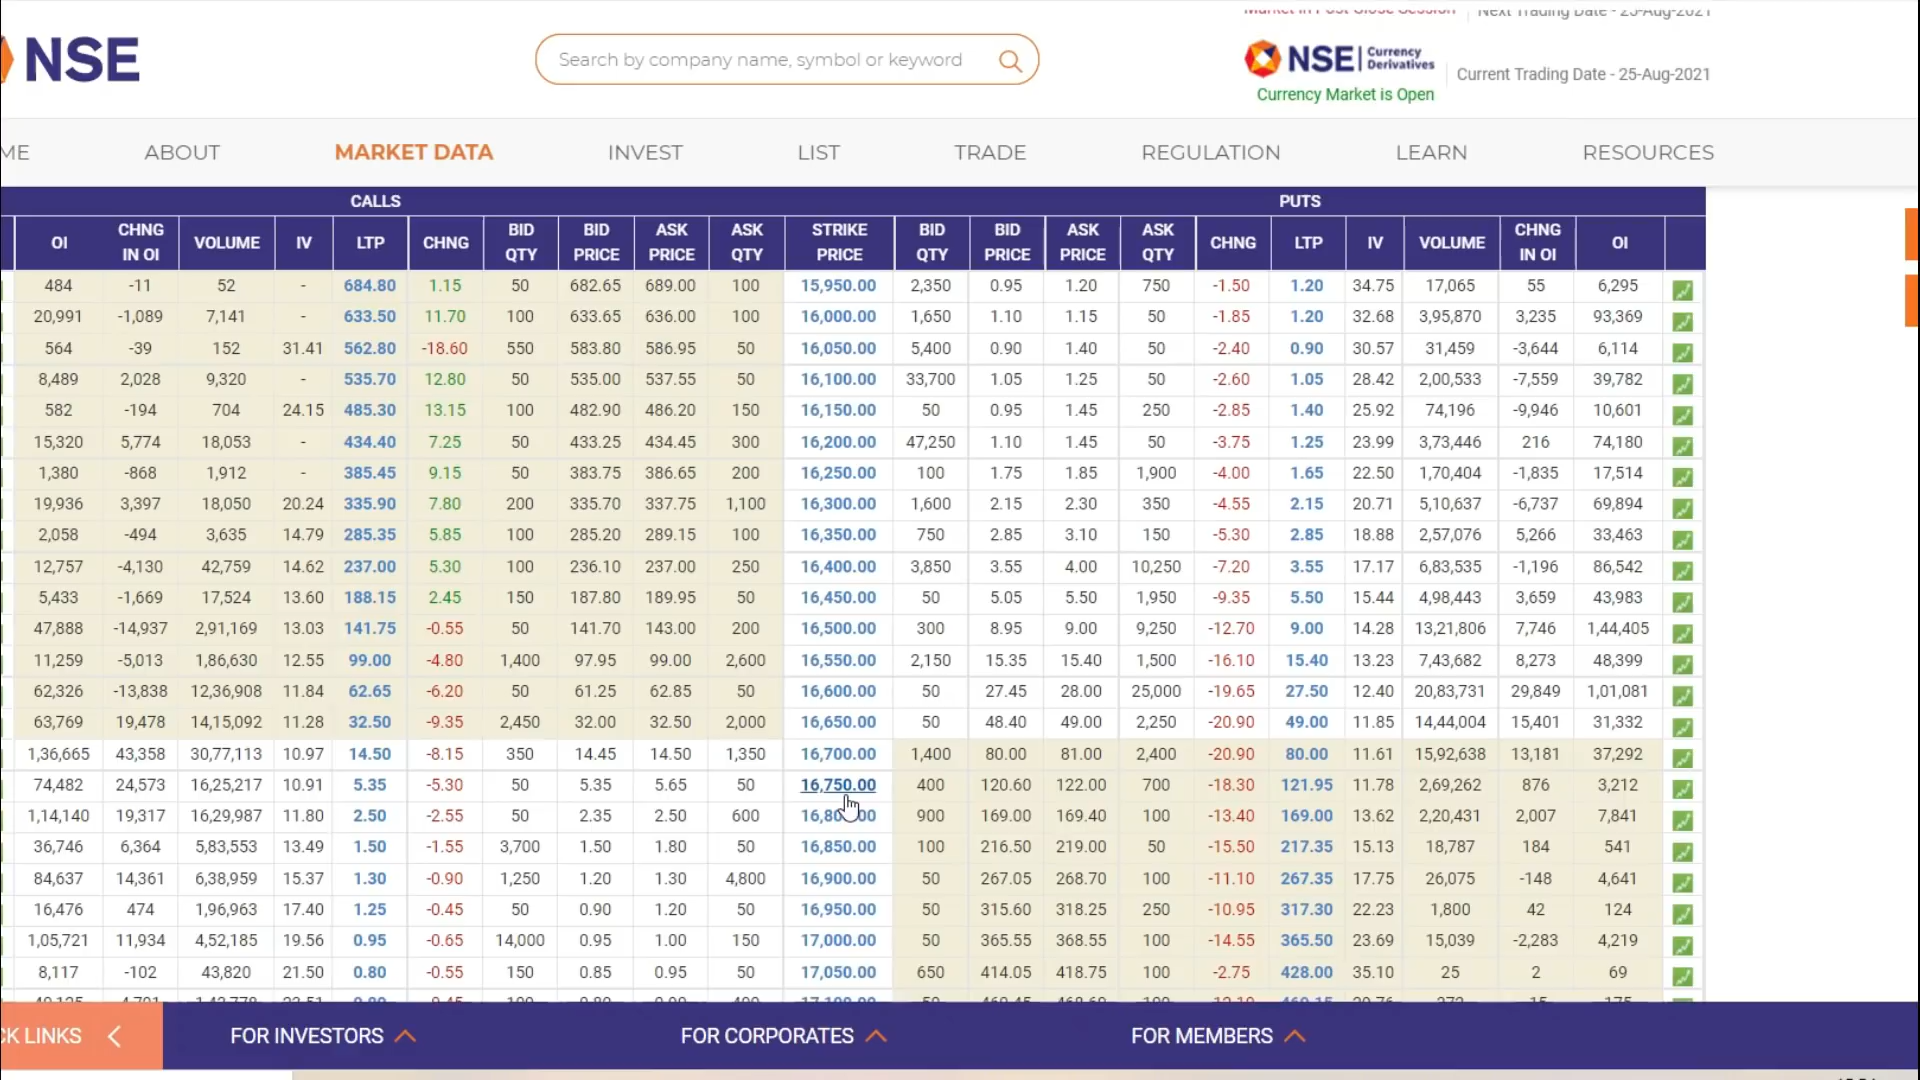 Market in Post Close Session Next Trading Date - 25-Aug-2021
NSE
Search by company name, symbol or keyword
NSE Currency Derivatives
Current Trading Date - 25-Aug-2021
Currency Market is Open
ME ABOUT MARKET DATA INVEST LIST TRADE REGULATION LEARN RESOURCES
CALLS PUTS
OI CHNG IN OI VOLUME IV LTP CHNG BID QTY BID PRICE ASK PRICE ASK QTY STRIKE PRICE BID QTY BID PRICE ASK PRICE ASK QTY CHNG LTP IV VOLUME CHNG IN OI OI
484 -11 52 - 684.80 1.15 50 682.65 689.00 100 15,950.00 2,350 0.95 1.20 750 -1.50 1.20 34.75 17,065 55 6,295
20,991 -1,089 7,141 - 633.50 11.70 100 633.65 636.00 100 16,000.00 1,650 1.10 1.15 50 -1.85 1.20 32.68 3,95,870 3,235 93,369
564 -39 152 31.41 562.80 -18.60 550 583.80 586.95 50 16,050.00 5,400 0.90 1.40 50 -2.40 0.90 30.57 31,459 -3,644 6,114
8,489 2,028 9,320 - 535.70 12.80 50 535.00 537.55 50 16,100.00 33,700 1.05 1.25 50 -2.60 1.05 28.42 2,00,533 -7,559 39,782
582 -194 704 24.15 485.30 13.15 100 482.90 486.20 150 16,150.00 50 0.95 1.45 250 -2.85 1.40 25.92 74,196 -9,946 10,601
15,320 5,774 18,053 - 434.40 7.25 50 433.25 434.45 300 16,200.00 47,250 1.10 1.45 50 -3.75 1.25 23.99 3,73,446 216 74,180
1,380 -868 1,912 - 385.45 9.15 50 383.75 386.65 200 16,250.00 100 1.75 1.85 1,900 -4.00 1.65 22.50 1,70,404 -1,835 17,514
19,936 3,397 18,050 20.24 335.90 7.80 200 335.70 337.75 1,100 16,300.00 1,600 2.15 2.30 350 -4.55 2.15 20.71 5,10,637 -6,737 69,894
2,058 -494 3,635 14.79 285.35 5.85 100 285.20 289.15 100 16,350.00 750 2.85 3.10 150 -5.30 2.85 18.88 2,57,076 5,266 33,463
12,757 -4,130 42,759 14.62 237.00 5.30 100 236.10 237.00 250 16,400.00 3,850 3.55 4.00 10,250 -7.20 3.55 17.17 6,83,535 -1,196 86,542
5,433 -1,669 17,524 13.60 188.15 2.45 150 187.80 189.95 50 16,450.00 50 5.05 5.50 1,950 -9.35 5.50 15.44 4,98,443 3,659 43,983
47,888 -14,937 2,91,169 13.03 141.75 -0.55 50 141.70 143.00 200 16,500.00 300 8.95 9.00 9,250 -12.70 9.00 14.28 13,21,806 7,746 1,44,405
11,259 -5,013 1,86,630 12.55 99.00 -4.80 1,400 97.95 99.00 2,600 16,550.00 2,150 15.35 15.40 1,500 -16.10 15.40 13.23 7,43,682 8,273 48,399
62,326 -13,838 12,36,908 11.84 62.65 -6.20 50 61.25 62.85 50 16,600.00 50 27.45 28.00 25,000 -19.65 27.50 12.40 20,83,731 29,849 1,01,081
63,769 19,478 14,15,092 11.28 32.50 -9.35 2,450 32.00 32.50 2,000 16,650.00 50 48.40 49.00 2,250 -20.90 49.00 11.85 14,44,004 15,401 31,332
1,36,665 43,358 30,77,113 10.97 14.50 -8.15 350 14.45 14.50 1,350 16,700.00 1,400 80.00 81.00 2,400 -20.90 80.00 11.61 15,92,638 13,181 37,292
74,482 24,573 16,25,217 10.91 5.35 -5.30 50 5.35 5.65 50 16,750.00 400 120.60 122.00 700 -18.30 121.95 11.78 2,69,262 876 3,212
1,14,140 19,317 16,29,987 11.80 2.50 -2.55 50 2.35 2.50 600 16,800.00 900 169.00 169.40 100 -13.40 169.00 13.62 2,20,431 2,007 7,841
36,746 6,364 5,83,553 13.49 1.50 -1.55 3,700 1.50 1.80 50 16,850.00 100 216.50 219.00 50 -15.50 217.35 15.13 18,787 184 541
84,637 14,361 6,38,959 15.37 1.30 -0.90 1,250 1.20 1.30 4,800 16,900.00 50 267.05 268.70 100 -11.10 267.35 17.75 26,075 -148 4,641
16,476 474 1,96,963 17.40 1.25 -0.45 50 0.90 1.20 50 16,950.00 50 315.60 318.25 250 -10.95 317.30 22.23 1,800 42 124
1,05,721 11,934 4,52,185 19.56 0.95 -0.65 14,000 0.95 1.00 150 17,000.00 50 365.55 368.55 100 -14.55 365.50 23.69 15,039 -2,283 4,219
8,117 -102 43,820 21.50 0.80 -0.55 150 0.85 0.95 50 17,050.00 650 414.05 418.75 100 -2.75 428.00 35.10 25 2 69
CK LINKS FOR INVESTORS FOR CORPORATES FOR MEMBERS